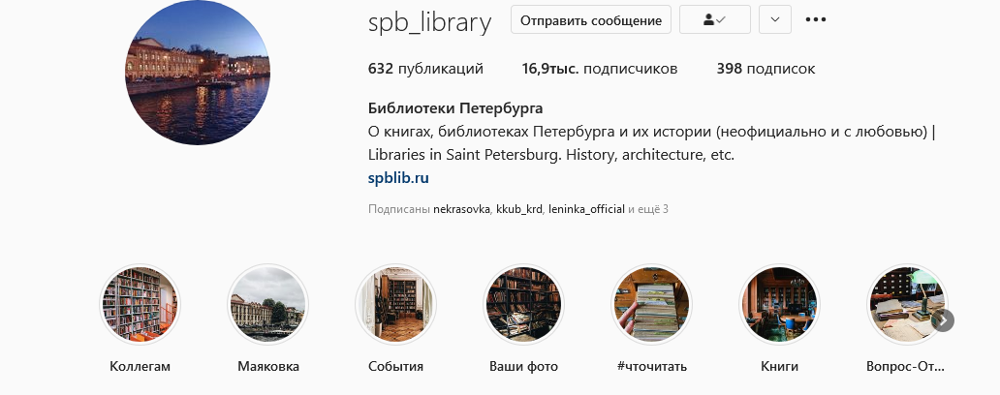 spb_library Отправить сообщение
632 публикаций 16,9тыс. подписчиков 398 подписок
Библиотеки Петербурга
О книгах, библиотеках Петербурга и их истории (неофициально и с любовью) |
Libraries in Saint Petersburg. History, architecture, etc.
spblib.ru
Подписаны nekrasovka, kkub_krd, leninka_official и ещё 3
Коллегам Маяковка События Ваши фото #чточитать Книги Вопрос-От...